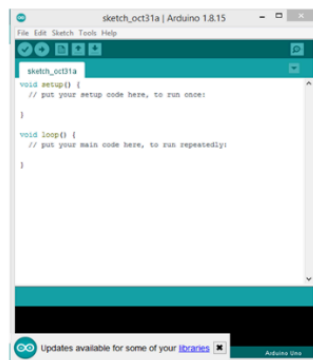 sketch_oct31a | Arduino 1.8.15
File Edit Sketch Tools Help
sketch_oct31a
void setup() {
// put your setup code here, to run once:
}
void loop() {
// put your main code here, to run repeatedly:
}
Updates available for some of your libraries
Arduino Uno